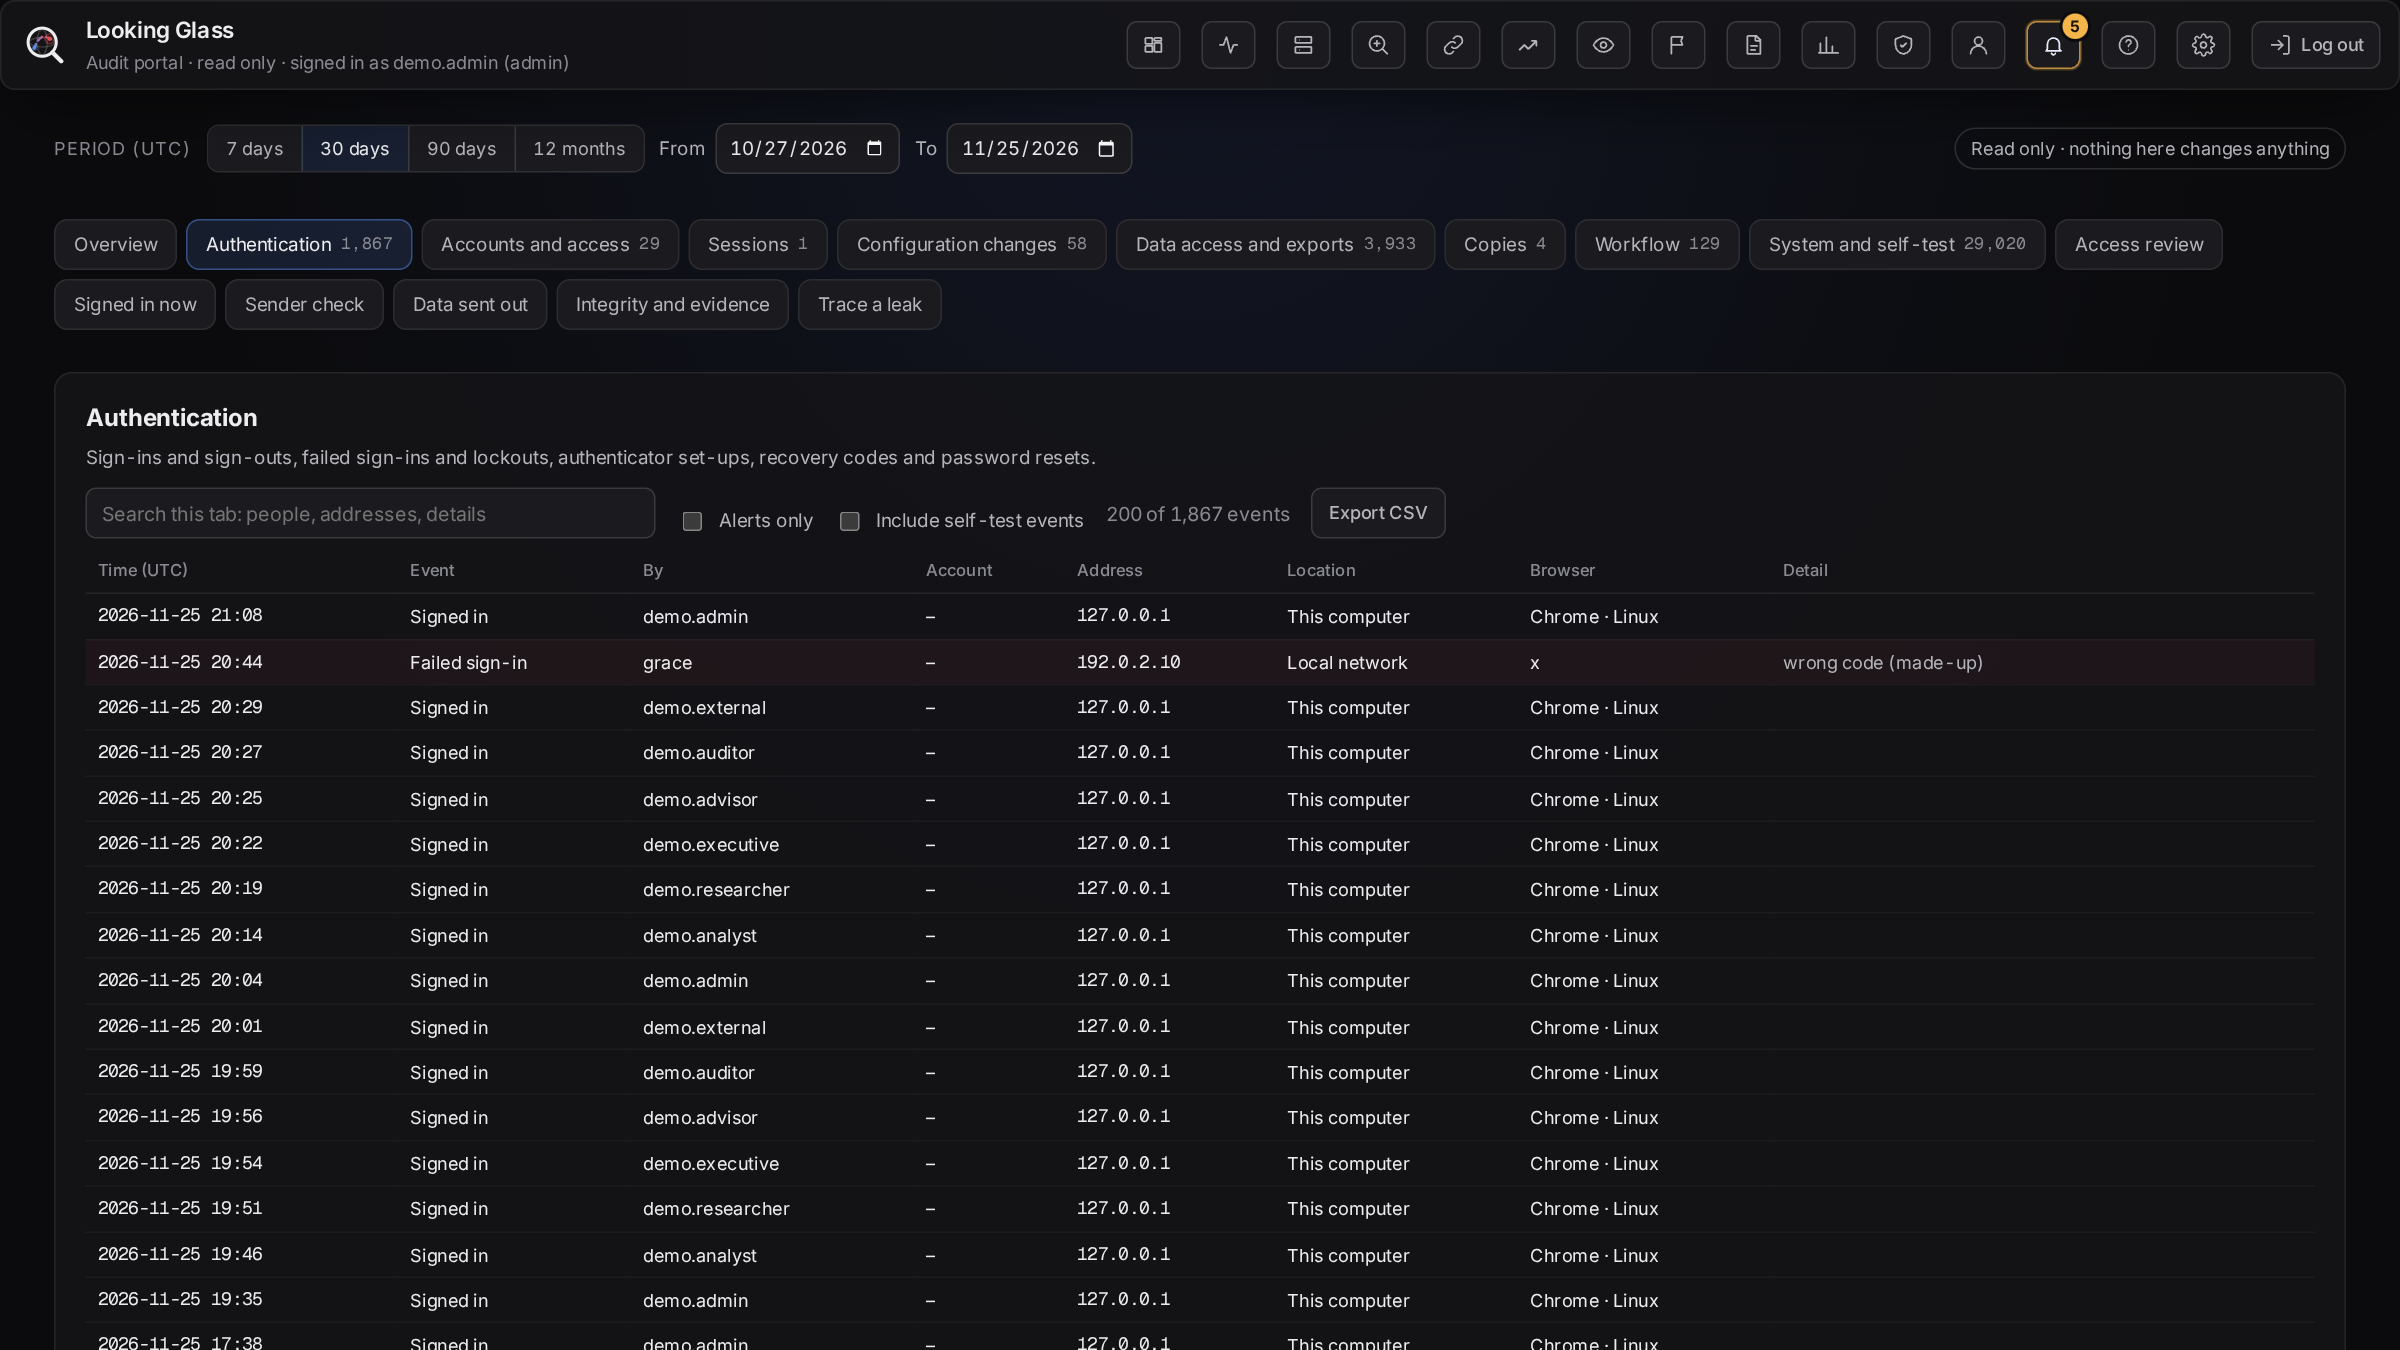 Looking Glass
Audit portal · read only · signed in as demo.admin (admin)
5
Log out
PERIOD (UTC) 7 days 30 days 90 days 12 months From 10/27/2026 To 11/25/2026 Read only · nothing here changes anything
Overview Authentication 1,867 Accounts and access 29 Sessions 1 Configuration changes 58 Data access and exports 3,933 Copies 4 Workflow 129 System and self-test 29,020 Access review
Signed in now Sender check Data sent out Integrity and evidence Trace a leak
Authentication
Sign-ins and sign-outs, failed sign-ins and lockouts, authenticator set-ups, recovery codes and password resets.
Search this tab: people, addresses, details Alerts only Include self-test events 200 of 1,867 events Export CSV
Time (UTC) Event By Account Address Location Browser Detail
2026-11-25 21:08 Signed in demo.admin – 127.0.0.1 This computer Chrome · Linux
2026-11-25 20:44 Failed sign-in grace – 192.0.2.10 Local network x wrong code (made-up)
2026-11-25 20:29 Signed in demo.external – 127.0.0.1 This computer Chrome · Linux
2026-11-25 20:27 Signed in demo.auditor – 127.0.0.1 This computer Chrome · Linux
2026-11-25 20:25 Signed in demo.advisor – 127.0.0.1 This computer Chrome · Linux
2026-11-25 20:22 Signed in demo.executive – 127.0.0.1 This computer Chrome · Linux
2026-11-25 20:19 Signed in demo.researcher – 127.0.0.1 This computer Chrome · Linux
2026-11-25 20:14 Signed in demo.analyst – 127.0.0.1 This computer Chrome · Linux
2026-11-25 20:04 Signed in demo.admin – 127.0.0.1 This computer Chrome · Linux
2026-11-25 20:01 Signed in demo.external – 127.0.0.1 This computer Chrome · Linux
2026-11-25 19:59 Signed in demo.auditor – 127.0.0.1 This computer Chrome · Linux
2026-11-25 19:56 Signed in demo.advisor – 127.0.0.1 This computer Chrome · Linux
2026-11-25 19:54 Signed in demo.executive – 127.0.0.1 This computer Chrome · Linux
2026-11-25 19:51 Signed in demo.researcher – 127.0.0.1 This computer Chrome · Linux
2026-11-25 19:46 Signed in demo.analyst – 127.0.0.1 This computer Chrome · Linux
2026-11-25 19:35 Signed in demo.admin – 127.0.0.1 This computer Chrome · Linux
2026-11-25 17:38 Signed in demo.admin – 127.0.0.1 This computer Chrome · Linux